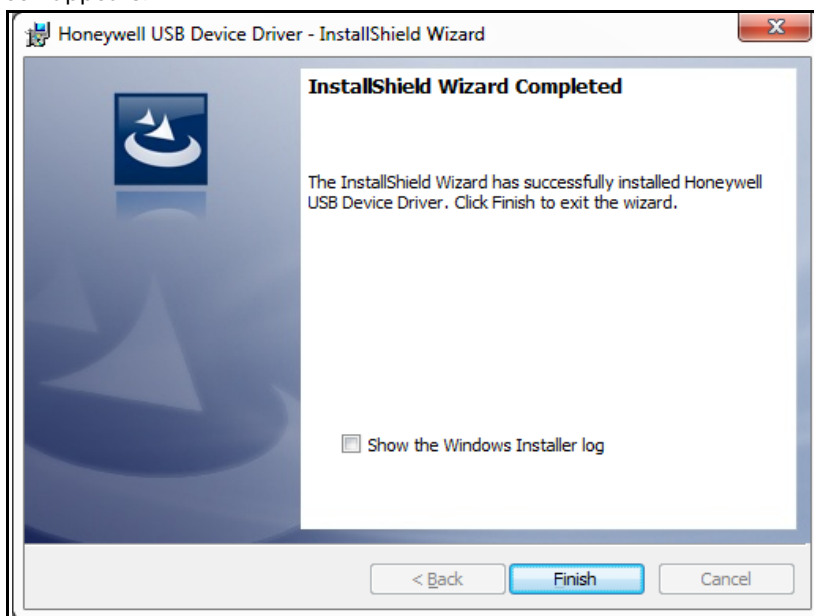 Honeywell USB Device Driver - InstallShield Wizard
InstallShield Wizard Completed
The InstallShield Wizard has successfully installed Honeywell
USB Device Driver. Click Finish to exit the wizard.
Show the Windows Installer log
< Back
Finish
Cancel